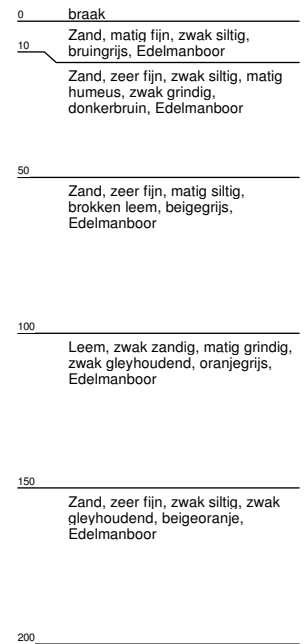 0 braak
Zand, matig fijn, zwak siltig,
bruingrijs, Edelmanboor
10
Zand, zeer fijn, zwak siltig, matig
humeus, zwak grindig,
donkerbruin, Edelmanboor
50
Zand, zeer fijn, matig siltig,
brokken leem, beigegrijs,
Edelmanboor
100
Leem, zwak zandig, matig grindig,
zwak gleyhoudend, oranjegrijs,
Edelmanboor
150
Zand, zeer fijn, zwak siltig, zwak
gleyhoudend, beigeoranje,
Edelmanboor
200